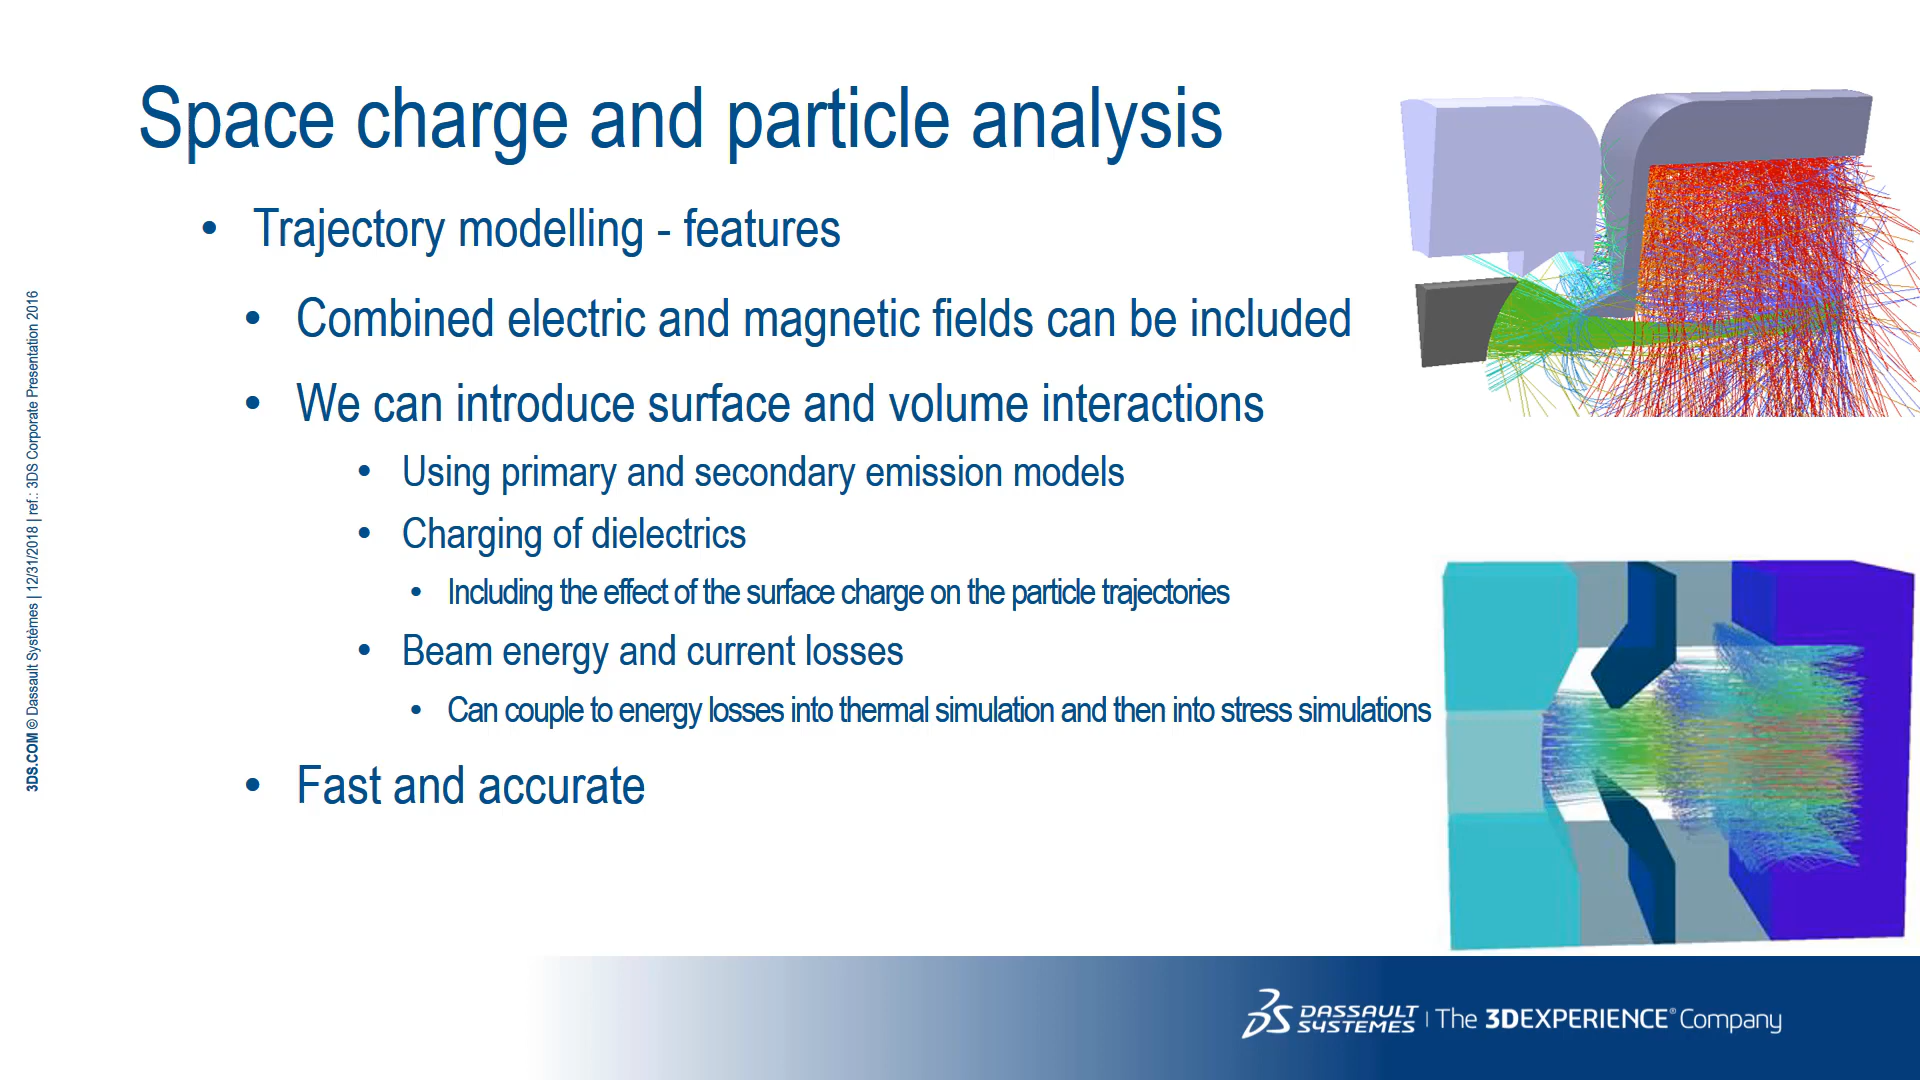 Space charge and particle analysis
• Trajectory modelling - features
• Combined electric and magnetic fields can be included
• We can introduce surface and volume interactions
• Using primary and secondary emission models
• Charging of dielectrics
• Including the effect of the surface charge on the particle trajectories
• Beam energy and current losses
• Can couple to energy losses into thermal simulation and then into stress simulations
• Fast and accurate
3DS.COM © Dassault Systèmes | 12/31/2018 | ref.: 3DS Corporate Presentation 2016
3DS DASSAULT SYSTEMES | The 3DEXPERIENCE® Company